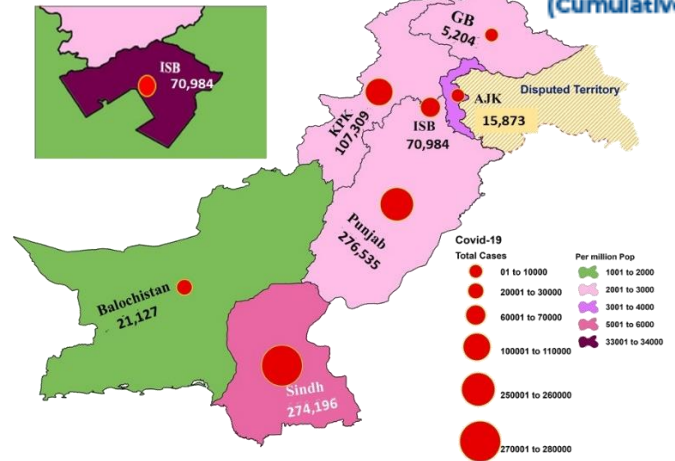 (Cumulative
ISB
70,984
GB
5,204
KPK
107,309
ISB
70,984
AJK
15,873
Disputed Territory
Punjab
276,535
Balochistan
21,127
Sindh
274,196
Covid-19
Total Cases
01 to 10000
20001 to 30000
60001 to 70000
100001 to 110000
250001 to 260000
270001 to 280000
Per million Pop
1001 to 2000
2001 to 3000
3001 to 4000
5001 to 6000
33001 to 34000